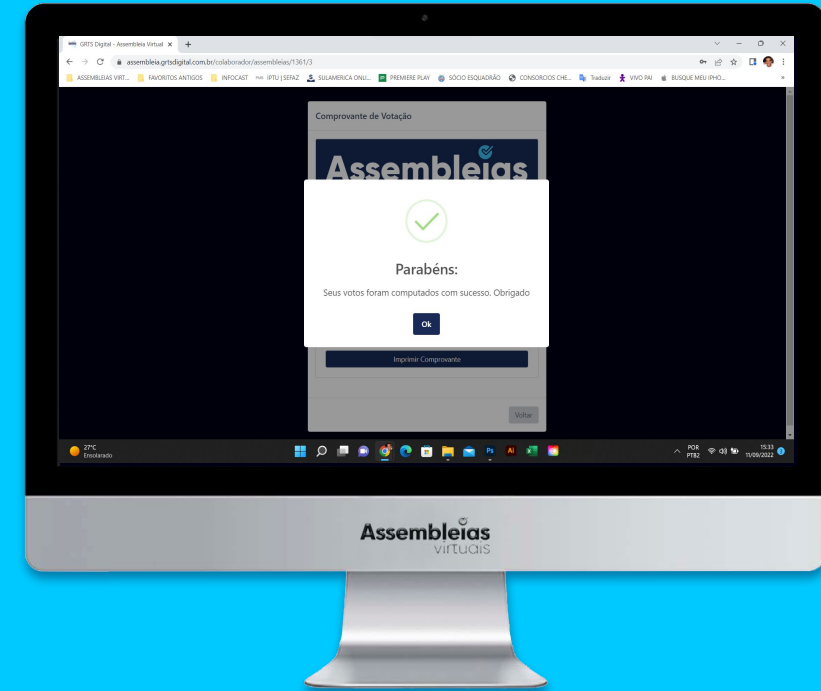 GRTS Digital - Assembleia Virtual
assembleia.grtsdigital.com.br/colaborador/assembleias/1361/3
ASSEMBLEIAS VIRT... FAVORITOS ANTIGOS INFOCAST IPTU | SEFAZ SULAMERICA ONLI... PREMIERE PLAY SÓCIO ESQUADRÃO CONSORCIOS CHE... Traduzir VIVO PAI BUSQUE MEU IPHO... »
Comprovante de Votação
Assembleias
Parabéns:
Seus votos foram computados com sucesso. Obrigado
Ok
Imprimir Comprovante
Voltar
27°C
Ensolarado
Ps Ai
POR
PTB2
15:33
11/09/2022
Assembleias
virtuais